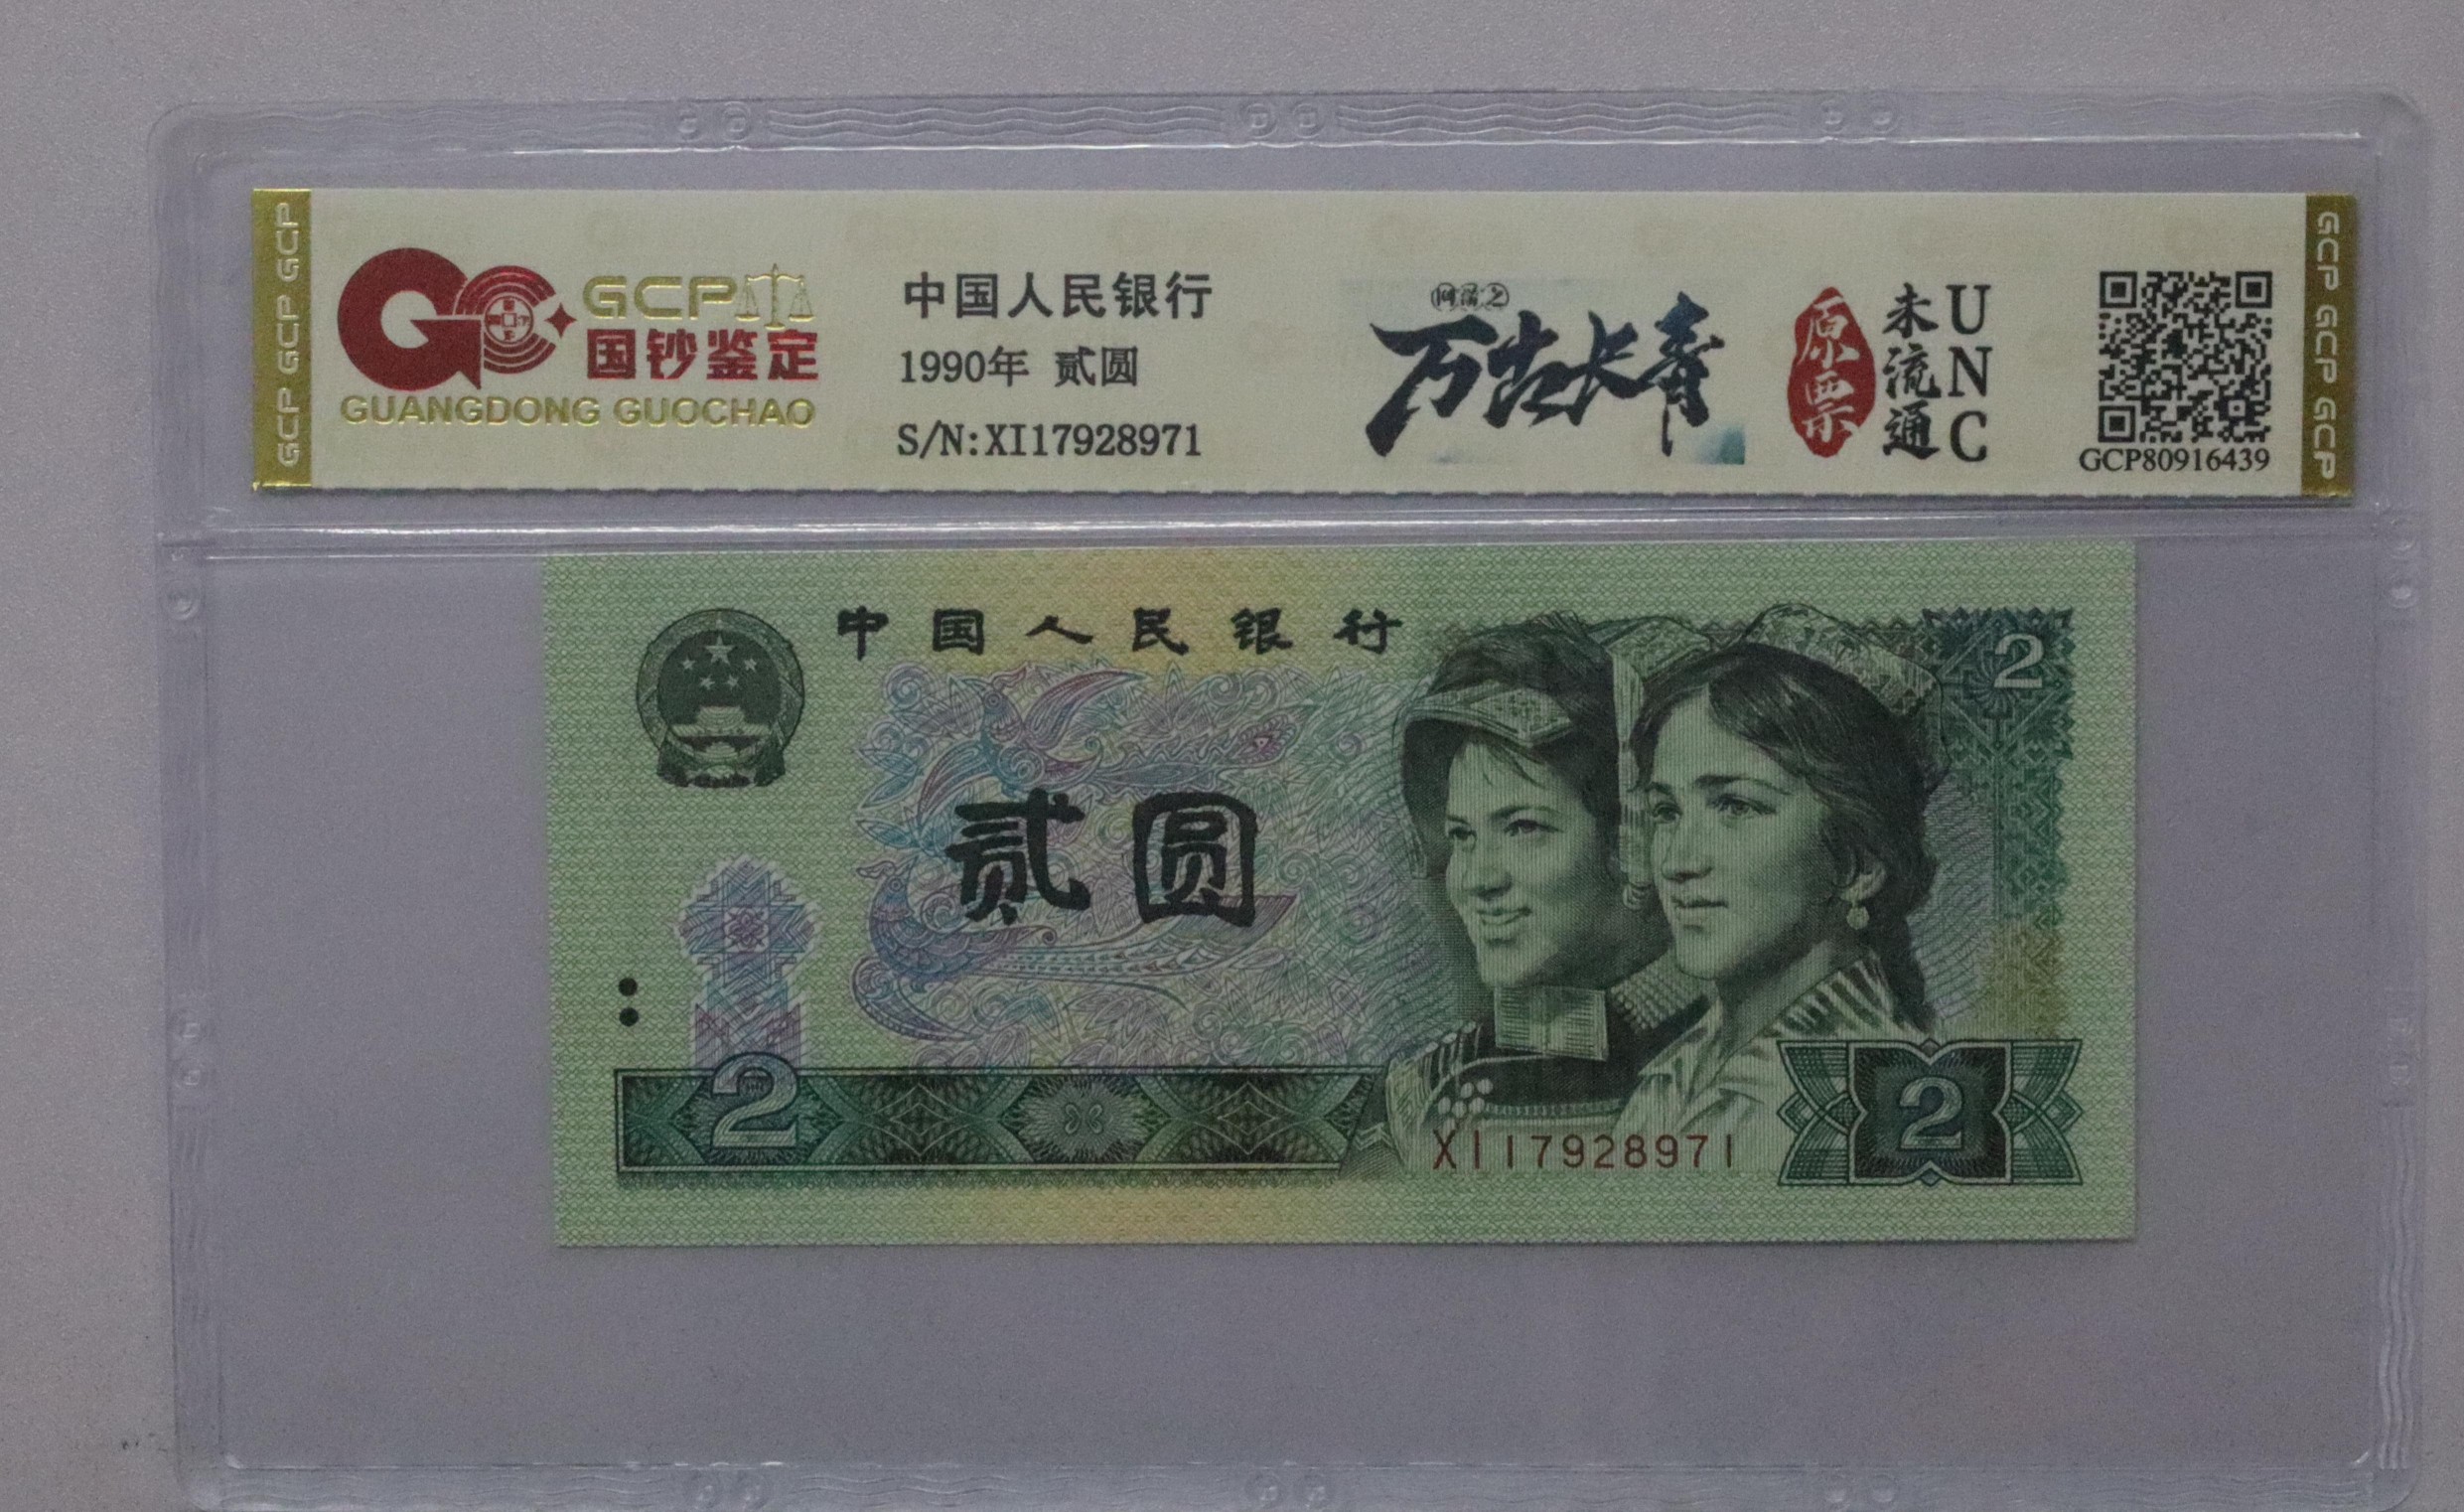 GCP GCP GCP
GCP
国钞鉴定
GUANGDONG GUOCHAO
中国人民银行
1990年 贰圆
S/N:XI17928971
万古长青
原票
未流通
UNC
GCP80916439
GCP GCP GCP
中国人民银行
2
贰圆
2
XI17928971
2